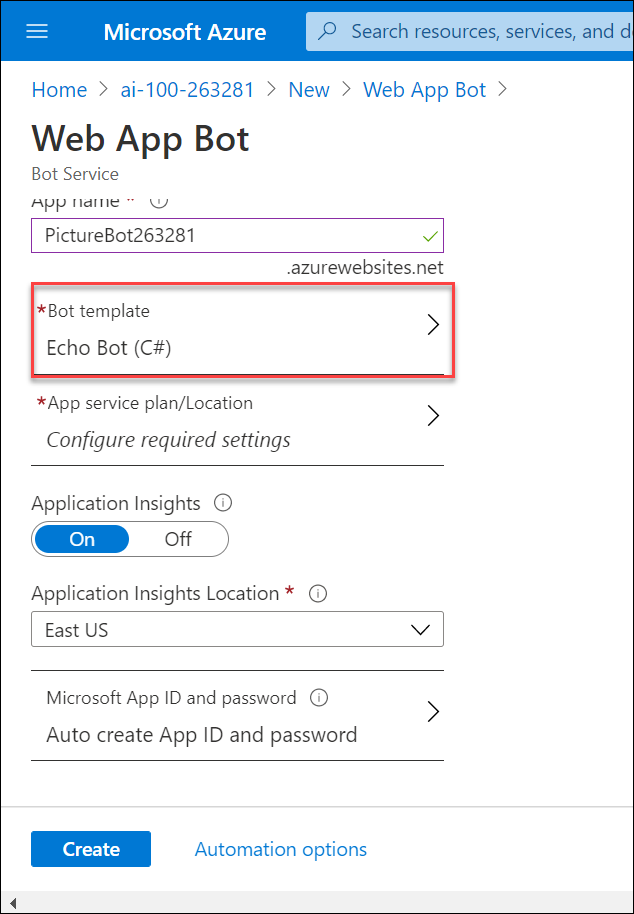 Microsoft Azure
Search resources, services, and d
Home > ai-100-263281 > New > Web App Bot >
Web App Bot
Bot Service
App name *
PictureBot263281
.azurewebsites.net
*Bot template
Echo Bot (C#)
*App service plan/Location
Configure required settings
Application Insights
On Off
Application Insights Location *
East US
Microsoft App ID and password
Auto create App ID and password
Create Automation options